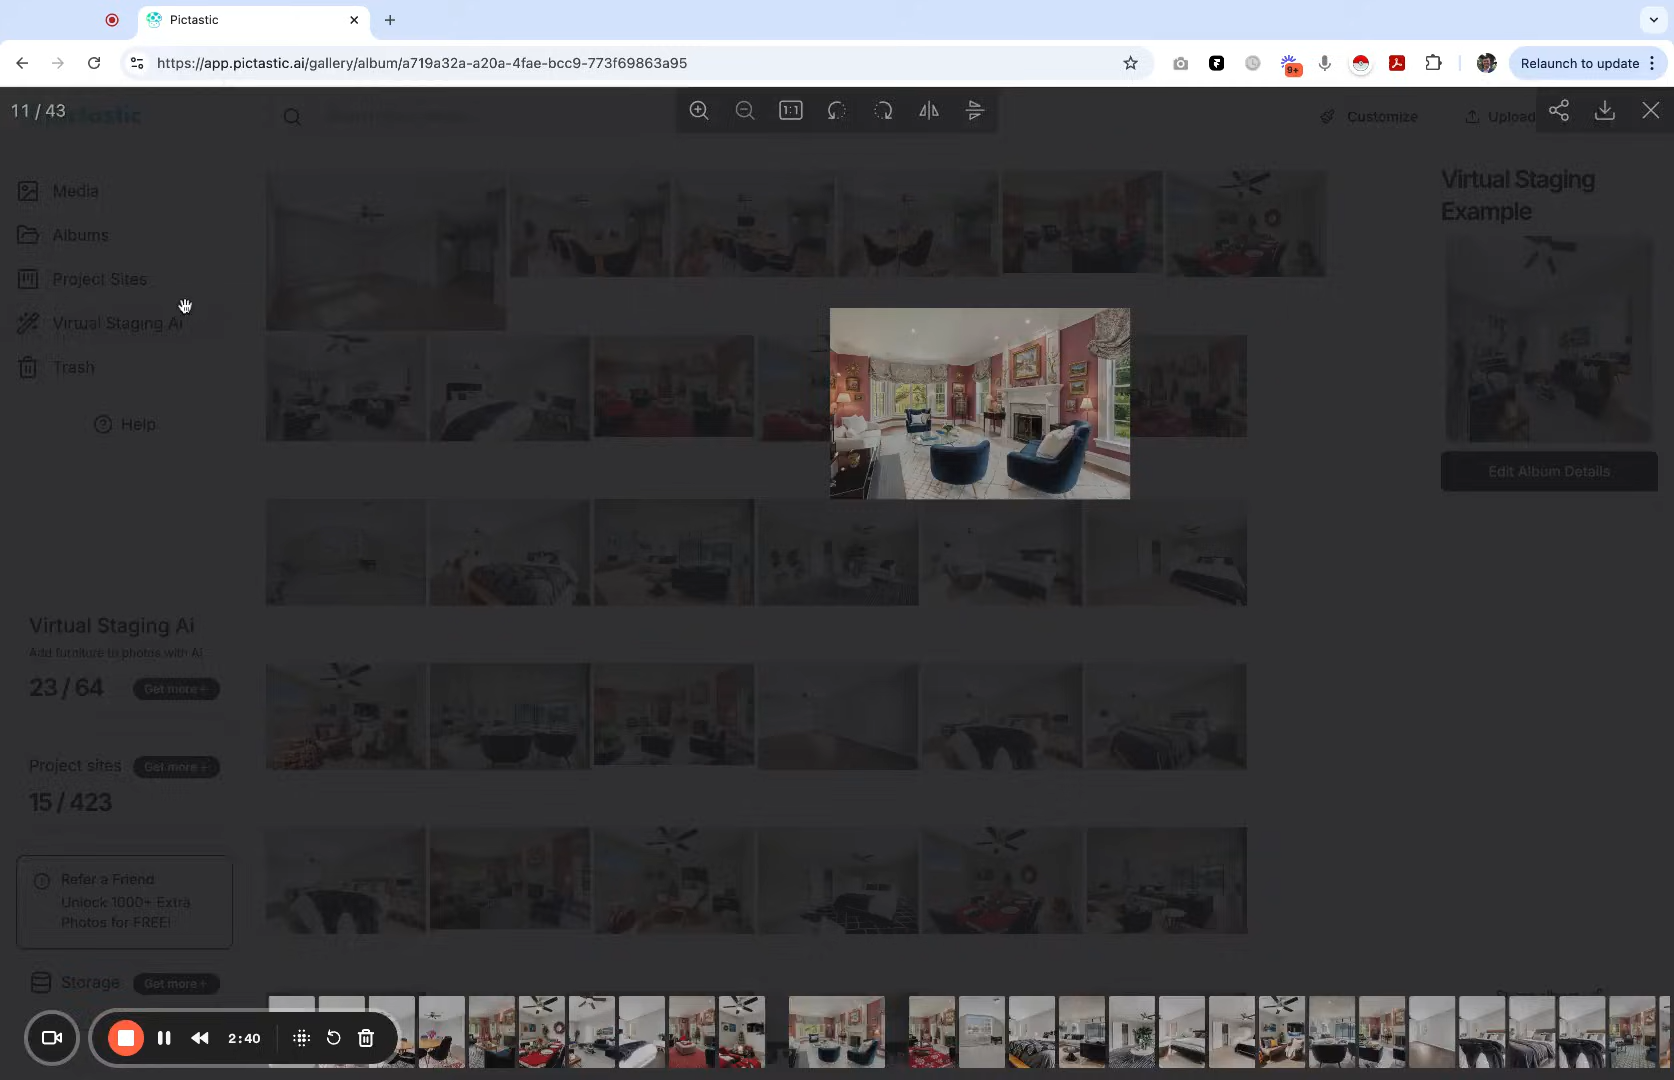 Pictastic
https://app.pictastic.ai/gallery/album/a719a32a-a20a-4fae-bcc9-773f69863a95
9+
Relaunch to update
11 / 43
1:1
Customize
Upload
Media
Albums
Project Sites
Virtual Staging Ai
Trash
Help
Virtual Staging
Example
Edit Album Details
Virtual Staging Ai
Add furniture to photos with Ai
23 / 64
Get more +
Project sites
Get more +
15 / 423
Refer a Friend
Unlock 1000+ Extra
Photos for FREE!
Storage
Get more +
2:40